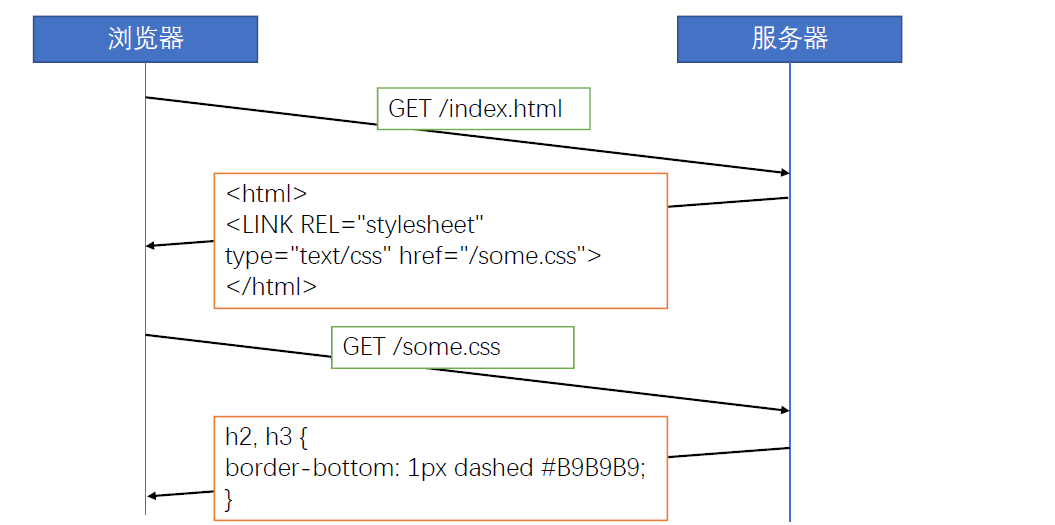 浏览器
服务器
GET /index.html
<html>
<LINK REL="stylesheet"
type="text/css" href="/some.css">
</html>
GET /some.css
h2, h3 {
border-bottom: 1px dashed #B9B9B9;
}